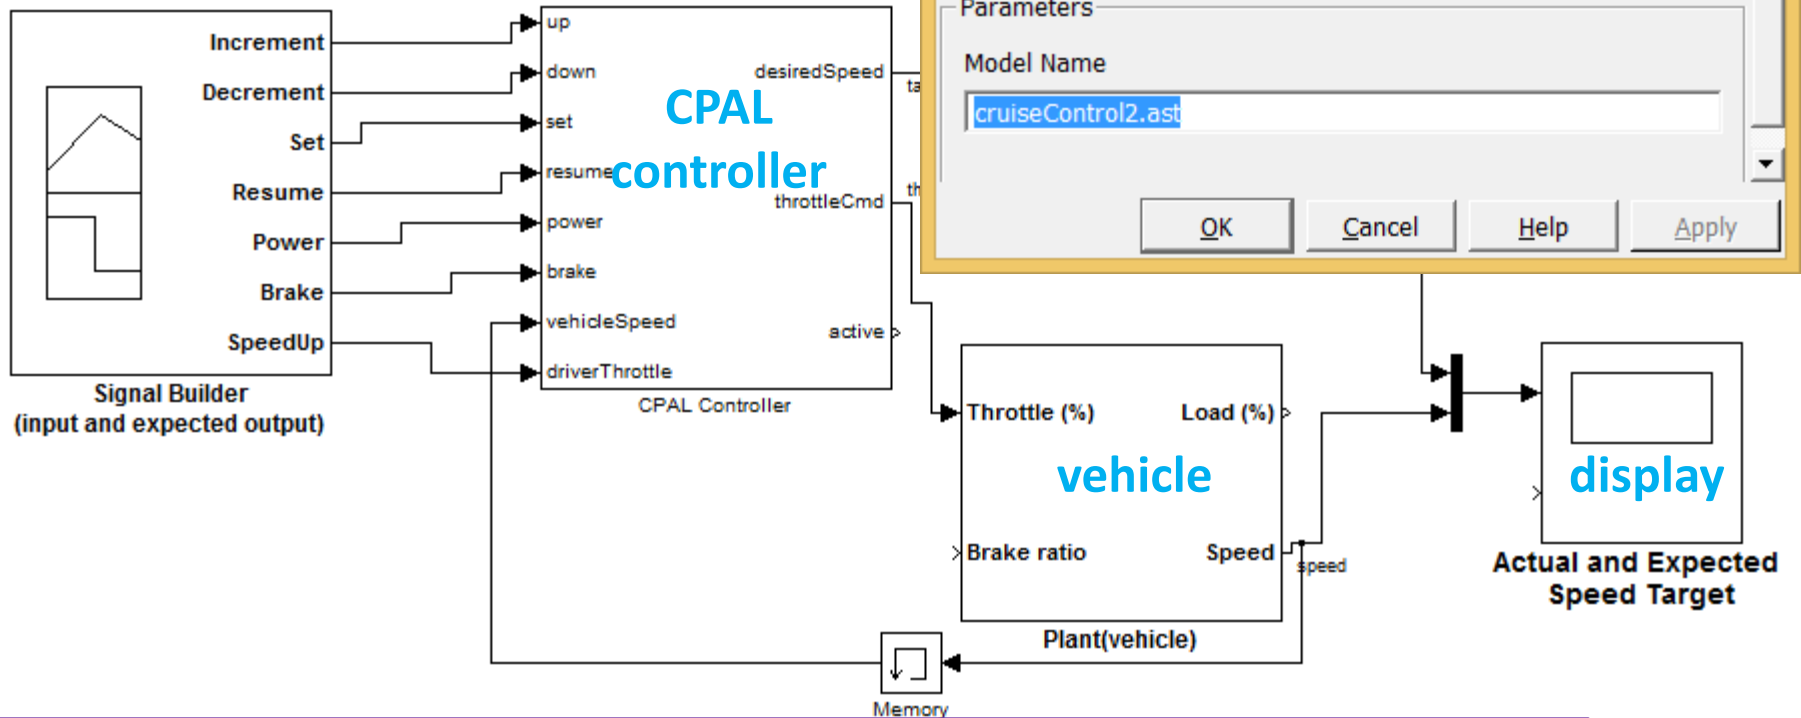 Increment
Decrement
Set
Resume
Power
Brake
SpeedUp
Signal Builder
(input and expected output)
up
down
set
resume
power
brake
vehicleSpeed
driverThrottle
desiredSpeed
throttleCmd
active
CPAL
controller
CPAL Controller
ta
th
Parameters
Model Name
cruiseControl2.ast
OK
Cancel
Help
Apply
Throttle (%)
Load (%)
vehicle
Brake ratio
Speed
speed
Plant(vehicle)
display
Actual and Expected
Speed Target
Memory